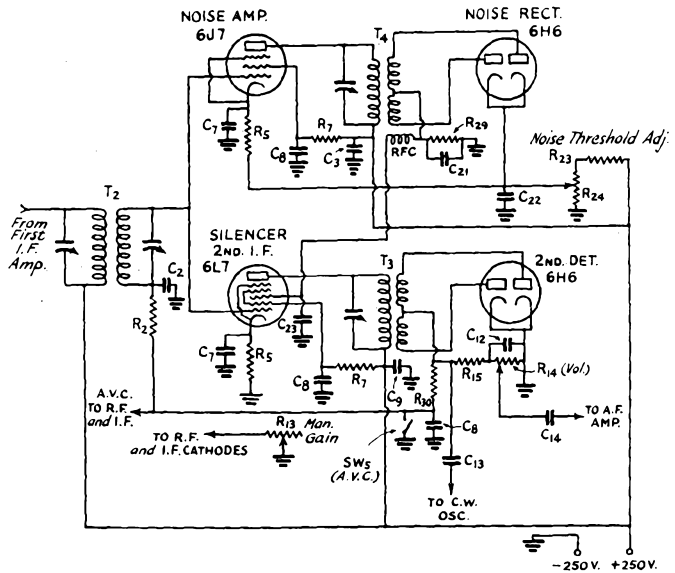 NOISE AMP.
6J7
T4
NOISE RECT.
6H6
C7
R5
R7
C8
C3
RFC
R29
C21
Noise Threshold Adj.
R23
R24
C22
T2
From
First
I.F.
Amp.
C2
R2
SILENCER
2ND. I.F.
6L7
T3
2ND. DET.
6H6
C23
C7
R5
C8
R7
C9
R30
C12
R15
R14 (Vol.)
A.V.C.
TO R.F.
and I.F.
R13
Man.
Gain
TO R.F.
and I.F. CATHODES
SW5
(A.V.C.)
C8
C13
C14
TO A.F.
AMP.
TO C.W.
OSC.
-250V. +250V.